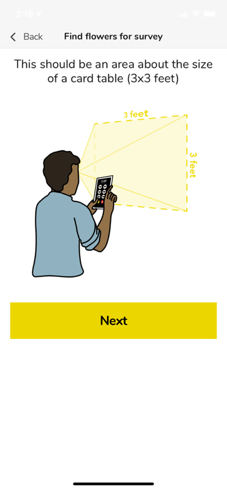 Back
Find flowers for survey
This should be an area about the size
of a card table (3x3 feet)
3 feet
3 feet
Next